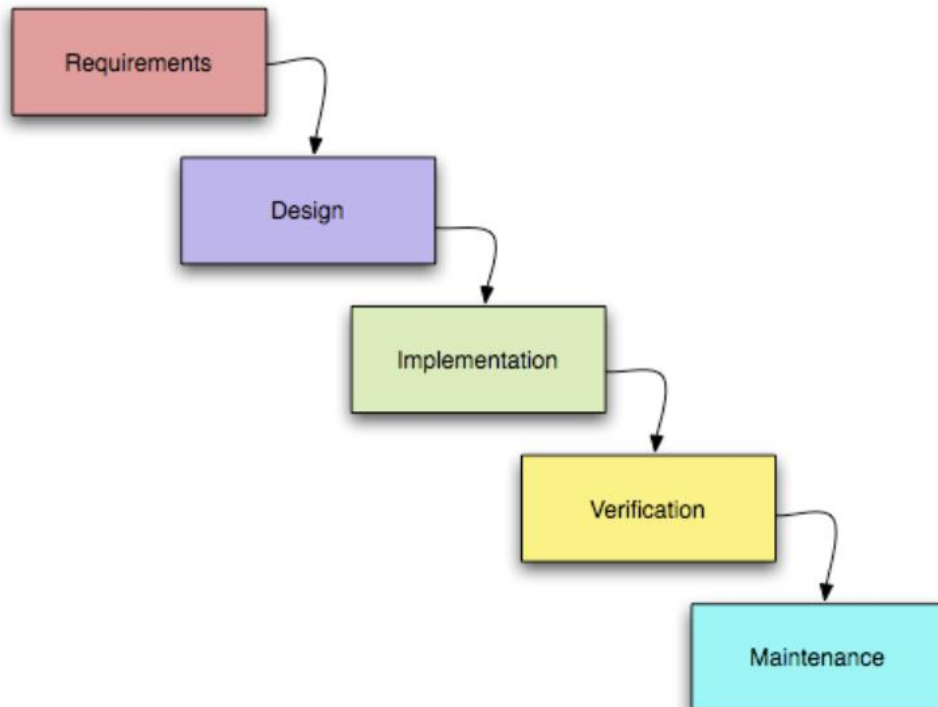 Requirements
Design
Implementation
Verification
Maintenance